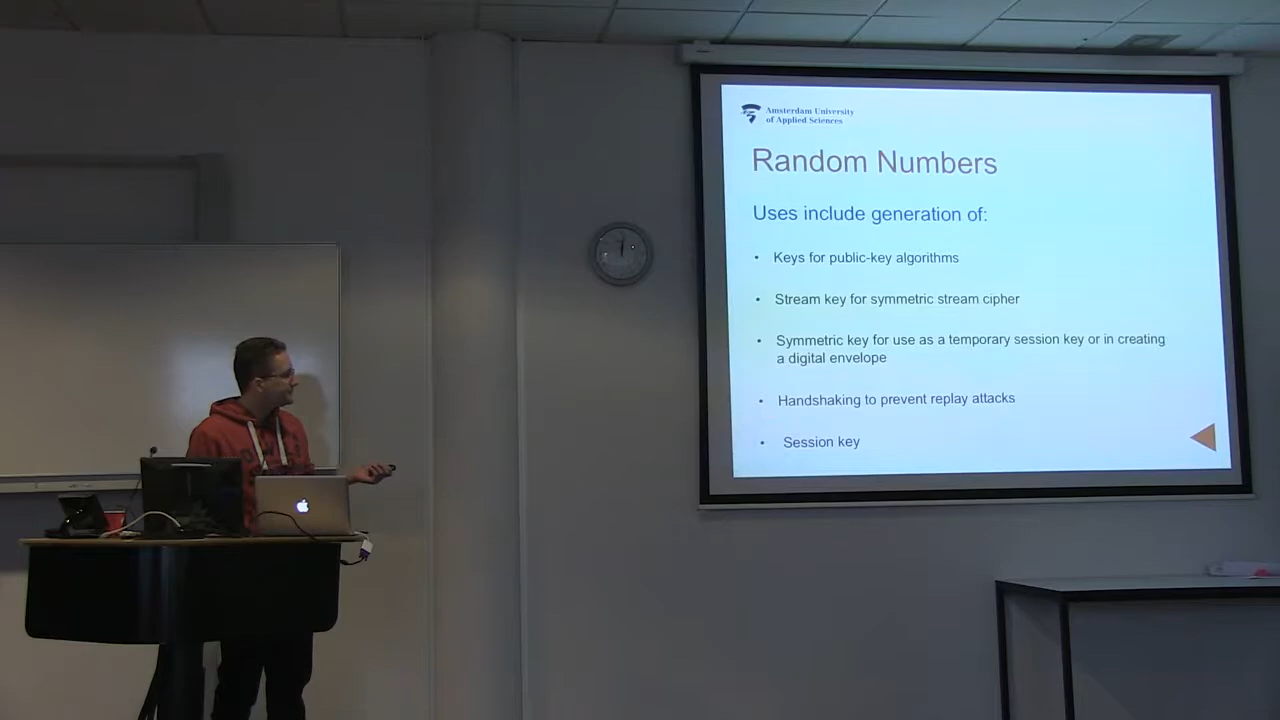 Amsterdam University
of Applied Sciences
Random Numbers
Uses include generation of:
• Keys for public-key algorithms
• Stream key for symmetric stream cipher
• Symmetric key for use as a temporary session key or in creating
a digital envelope
• Handshaking to prevent replay attacks
• Session key